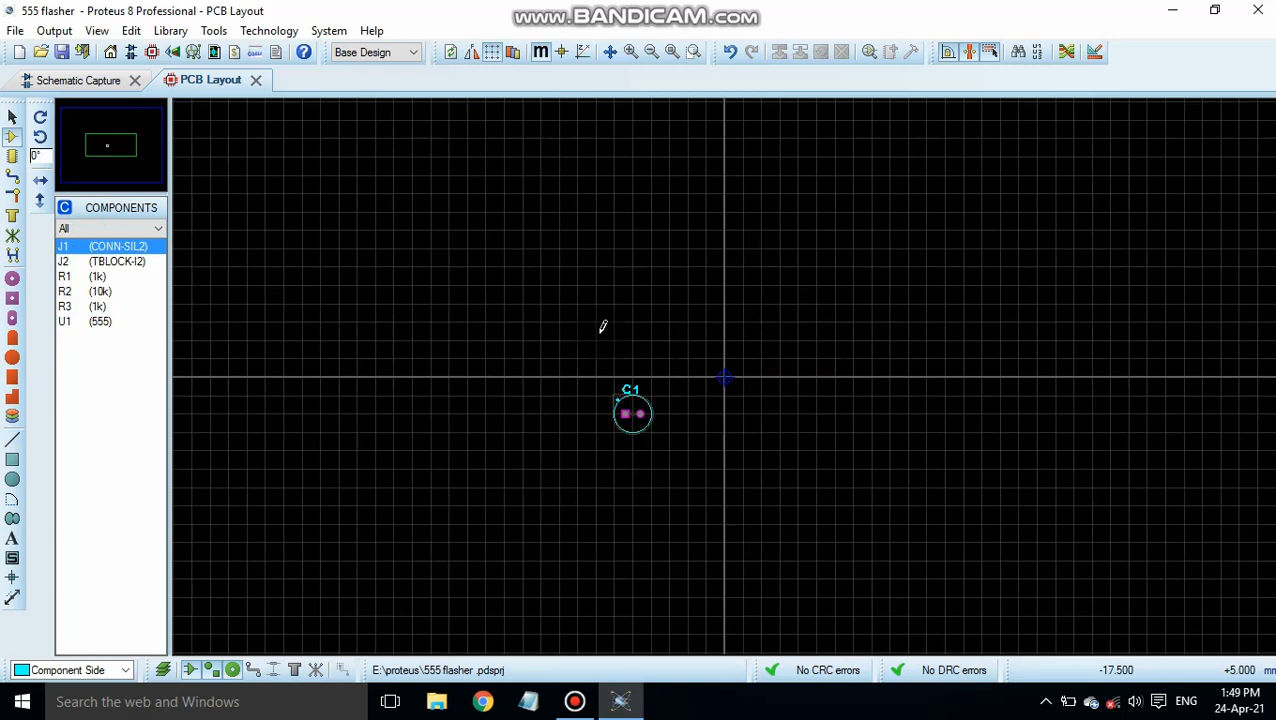 555 flasher - Proteus 8 Professional - PCB Layout
www.BANDICAM.com
File Output View Edit Library Tools Technology System Help
Base Design
Schematic Capture PCB Layout
0°
C COMPONENTS
All
J1 (CONN-SIL2)
J2 (TBLOCK-I2)
R1 (1k)
R2 (10k)
R3 (1k)
U1 (555)
C1
Component Side
E:\proteus\555 flasher .pdsprj
No CRC errors
No DRC errors
-17.500
+5.000
Search the web and Windows
ENG
1:49 PM
24-Apr-21